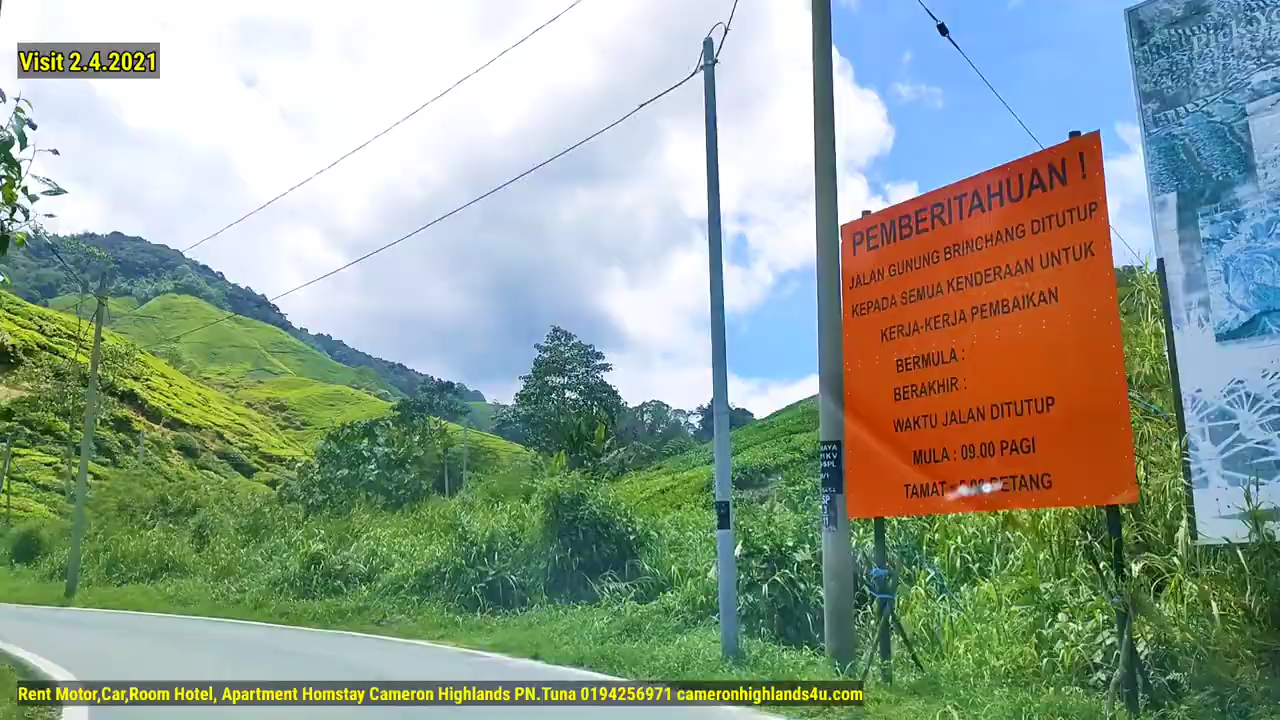 Visit 2.4.2021
PEMBERITAHUAN !
JALAN GUNUNG BRINCHANG DITUTUP
KEPADA SEMUA KENDERAAN UNTUK
KERJA-KERJA PEMBAIKAN
BERMULA :
BERAKHIR :
WAKTU JALAN DITUTUP
MULA : 09.00 PAGI
TAMAT : PETANG
Rent Motor,Car,Room Hotel, Apartment Homstay Cameron Highlands PN.Tuna 0194256971 cameronhighlands4u.com